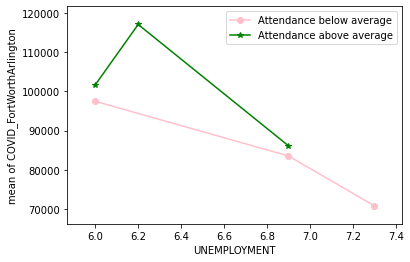 120000
110000
100000
90000
80000
70000
mean of COVID_FortWorthArlington
Attendance below average
Attendance above average
6.0 6.2 6.4 6.6 6.8 7.0 7.2 7.4
UNEMPLOYMENT